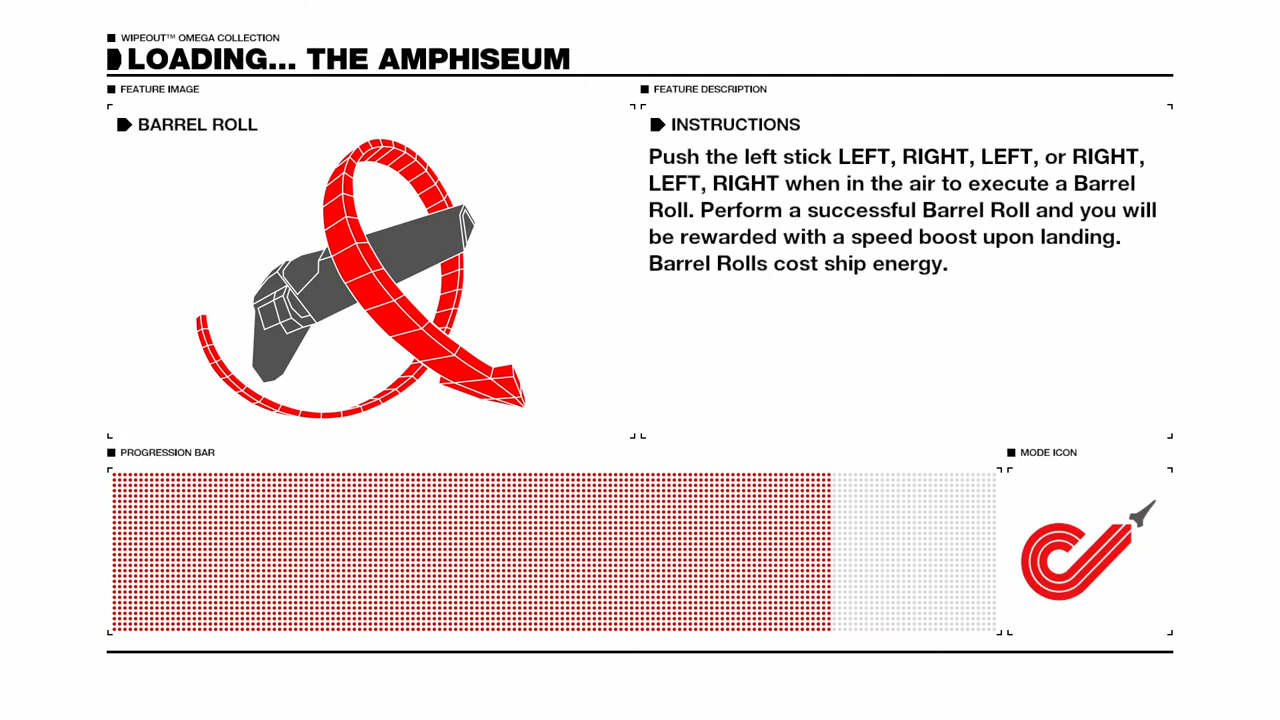 WIPEOUT™ OMEGA COLLECTION
LOADING... THE AMPHISEUM
FEATURE IMAGE
BARREL ROLL
FEATURE DESCRIPTION
INSTRUCTIONS
Push the left stick LEFT, RIGHT, LEFT, or RIGHT,
LEFT, RIGHT when in the air to execute a Barrel
Roll. Perform a successful Barrel Roll and you will
be rewarded with a speed boost upon landing.
Barrel Rolls cost ship energy.
PROGRESSION BAR
MODE ICON